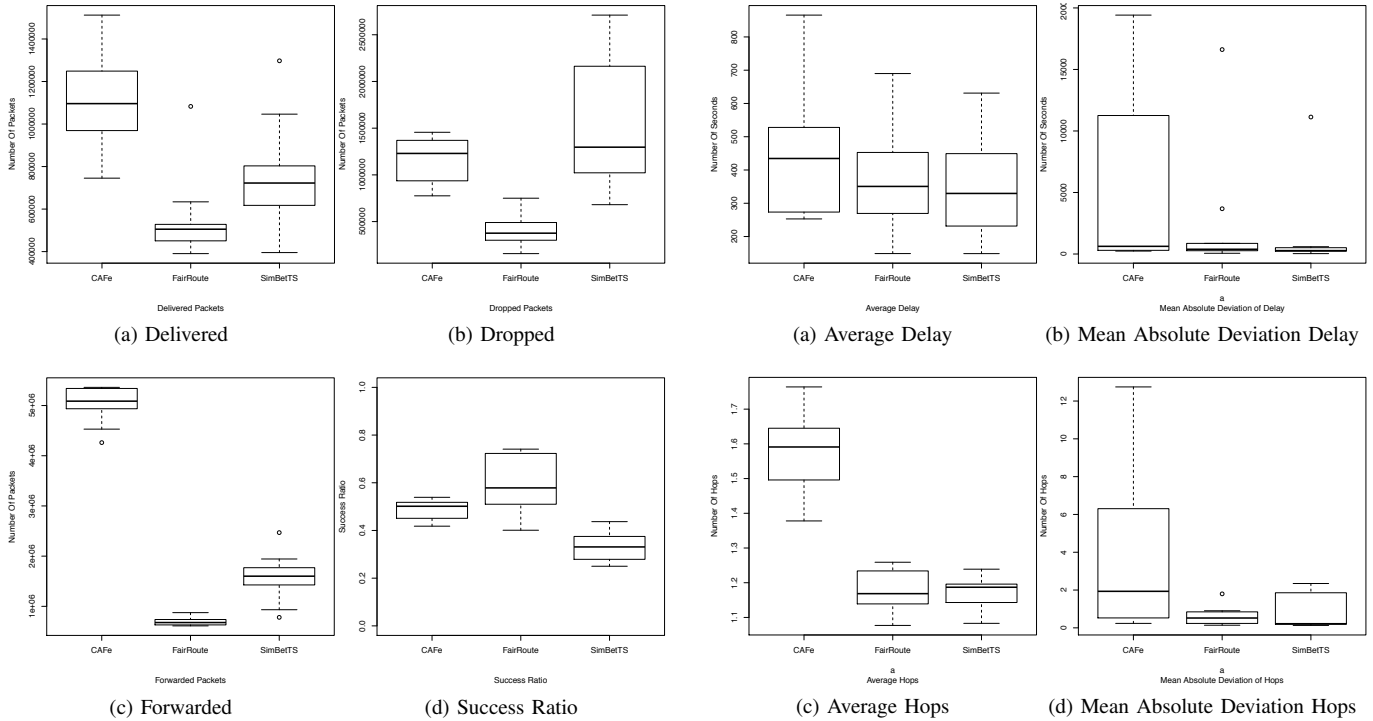 Number Of Packets
400000 600000 800000 1000000 1200000 1400000
CAFe FairRoute SimBetTS
Delivered Packets
(a) Delivered
Number Of Packets
500000 1000000 1500000 2000000 2500000
CAFe FairRoute SimBetTS
Dropped Packets
(b) Dropped
Number Of Seconds
200 300 400 500 600 700 800
CAFe FairRoute SimBetTS
Average Delay
(a) Average Delay
Number Of Seconds
0 5000 10000 15000 20000
CAFe FairRoute SimBetTS
a
Mean Absolute Deviation of Delay
(b) Mean Absolute Deviation Delay
Number Of Packets
1e+06 2e+06 3e+06 4e+06 5e+06
CAFe FairRoute SimBetTS
Forwarded Packets
(c) Forwarded
Success Ratio
0.0 0.2 0.4 0.6 0.8 1.0
CAFe FairRoute SimBetTS
Success Ratio
(d) Success Ratio
Number Of Hops
1.1 1.2 1.3 1.4 1.5 1.6 1.7
CAFe FairRoute SimBetTS
a
Average Hops
(c) Average Hops
Number Of Hops
0 2 4 6 8 10 12
CAFe FairRoute SimBetTS
a
Mean Absolute Deviation of Hops
(d) Mean Absolute Deviation Hops